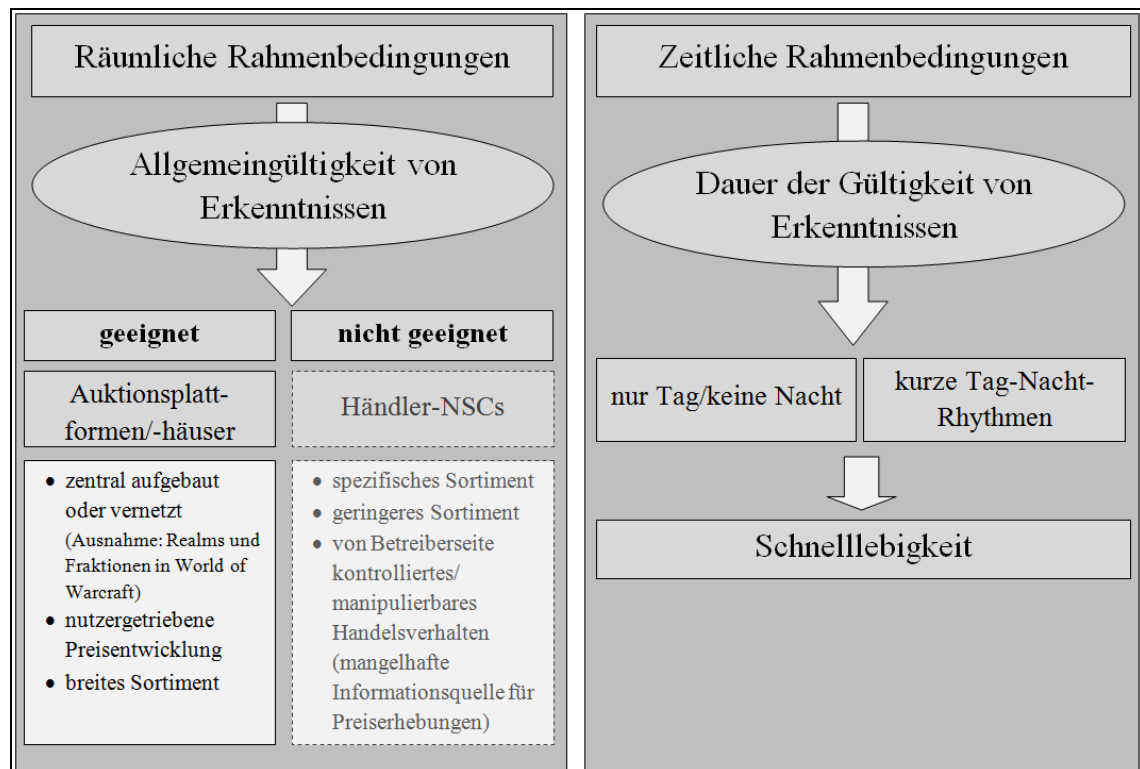 Räumliche Rahmenbedingungen
Allgemeingültigkeit von
Erkenntnissen
geeignet
Auktionsplatt-
formen/-häuser
• zentral aufgebaut
oder vernetzt
(Ausnahme: Realms und
Fraktionen in World of
Warcraft)
• nutzergetriebene
Preisentwicklung
• breites Sortiment
nicht geeignet
Händler-NSCs
• spezifisches Sortiment
• geringeres Sortiment
• von Betreiberseite
kontrolliertes/
manipulierbares
Handelsverhalten
(mangelhafte
Informationsquelle für
Preiserhebungen)
Zeitliche Rahmenbedingungen
Dauer der Gültigkeit von
Erkenntnissen
nur Tag/keine Nacht
kurze Tag-Nacht-
Rhythmen
Schnelllebigkeit